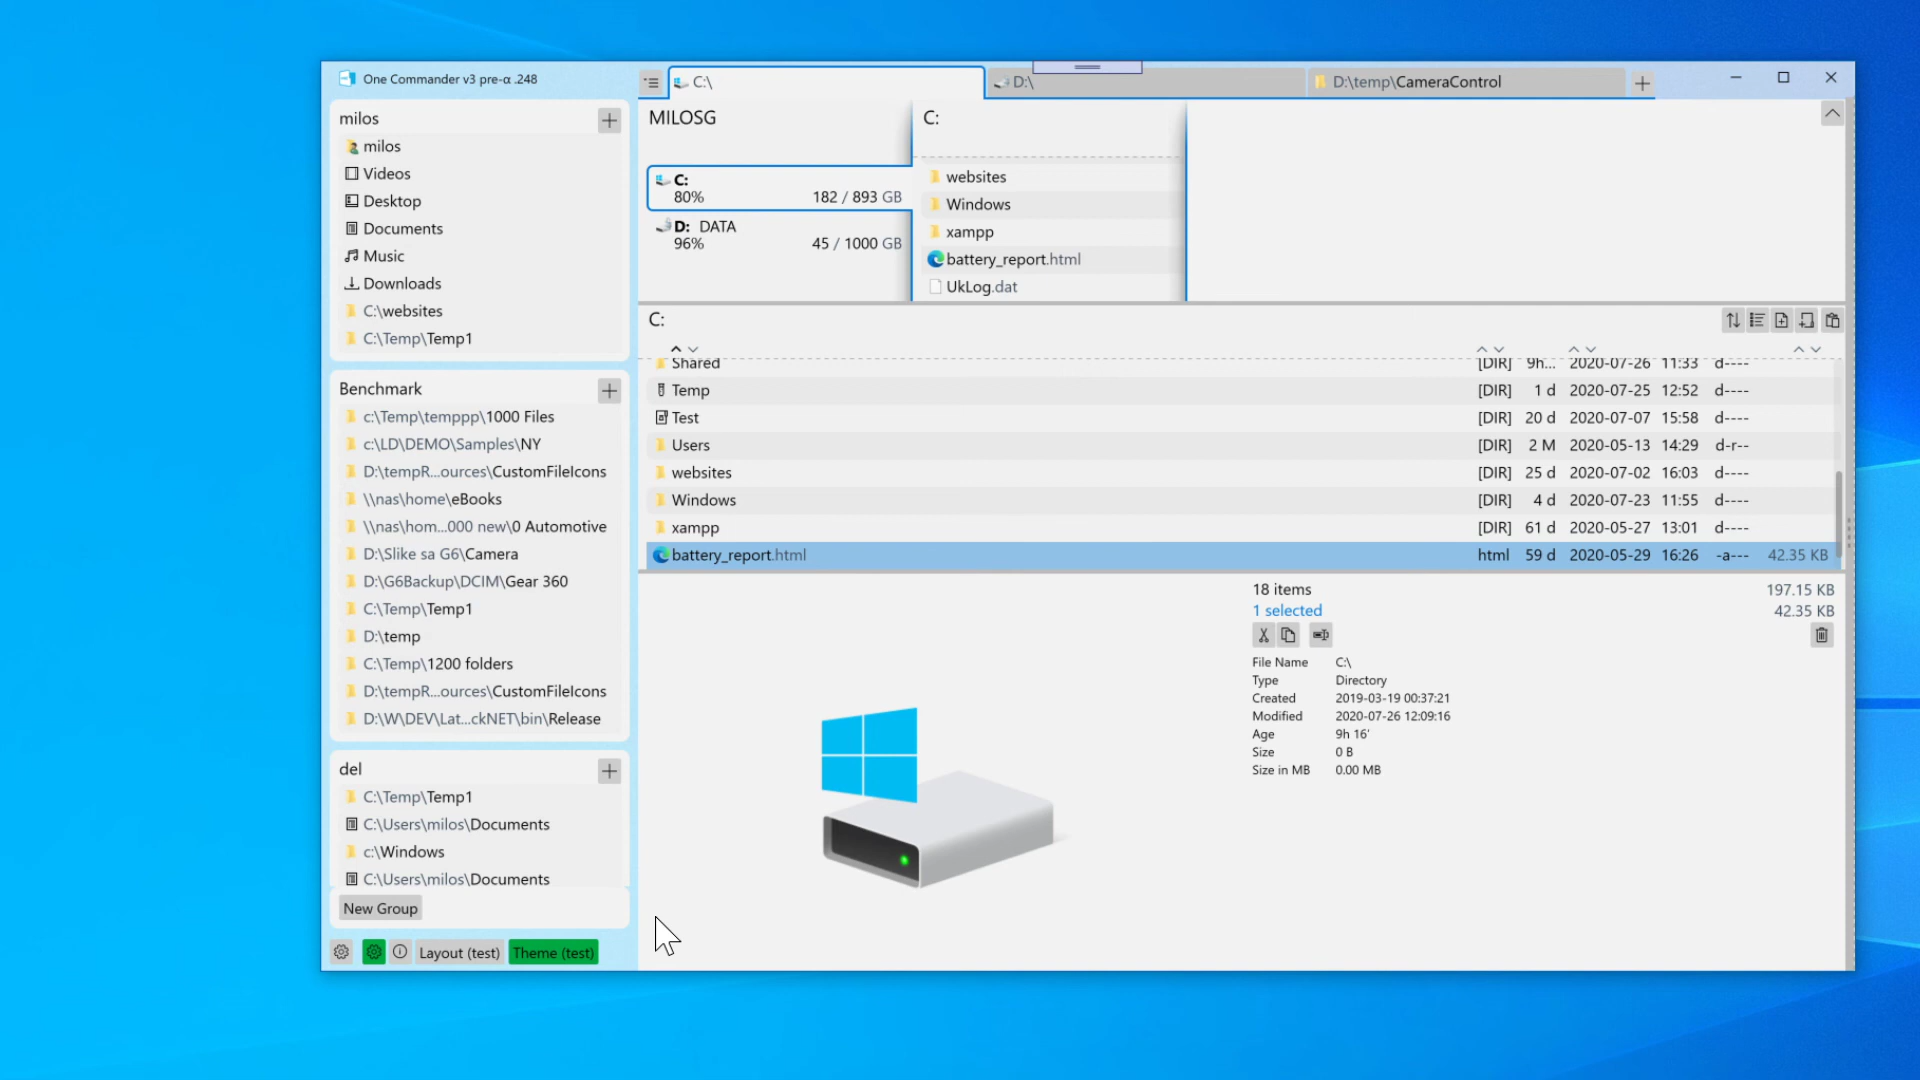 One Commander v3 pre-α .248
C:\
D:\
D:\temp\CameraControl
milos
milos
Videos
Desktop
Documents
Music
Downloads
C:\websites
C:\Temp\Temp1
Benchmark
c:\Temp\temppp\1000 Files
c:\LD\DEMO\Samples\NY
D:\tempR...ources\CustomFileIcons
\\nas\home\eBooks
\\nas\hom...000 new\0 Automotive
D:\Slike sa G6\Camera
D:\G6Backup\DCIM\Gear 360
C:\Temp\Temp1
D:\temp
C:\Temp\1200 folders
D:\tempR...ources\CustomFileIcons
D:\W\DEV\Lat...ckNET\bin\Release
del
C:\Temp\Temp1
C:\Users\milos\Documents
c:\Windows
C:\Users\milos\Documents
New Group
Layout (test) Theme (test)
MILOSG
C:
80% 182 / 893 GB
D: DATA
96% 45 / 1000 GB
C:
websites
Windows
xampp
battery_report.html
UkLog.dat
C:
Shared [DIR] 9h... 2020-07-26 11:33 d----
Temp [DIR] 1 d 2020-07-25 12:52 d----
Test [DIR] 20 d 2020-07-07 15:58 d----
Users [DIR] 2 M 2020-05-13 14:29 d-r--
websites [DIR] 25 d 2020-07-02 16:03 d----
Windows [DIR] 4 d 2020-07-23 11:55 d----
xampp [DIR] 61 d 2020-05-27 13:01 d----
battery_report.html html 59 d 2020-05-29 16:26 -a--- 42.35 KB
18 items 197.15 KB
1 selected 42.35 KB
File Name C:\
Type Directory
Created 2019-03-19 00:37:21
Modified 2020-07-26 12:09:16
Age 9h 16'
Size 0 B
Size in MB 0.00 MB